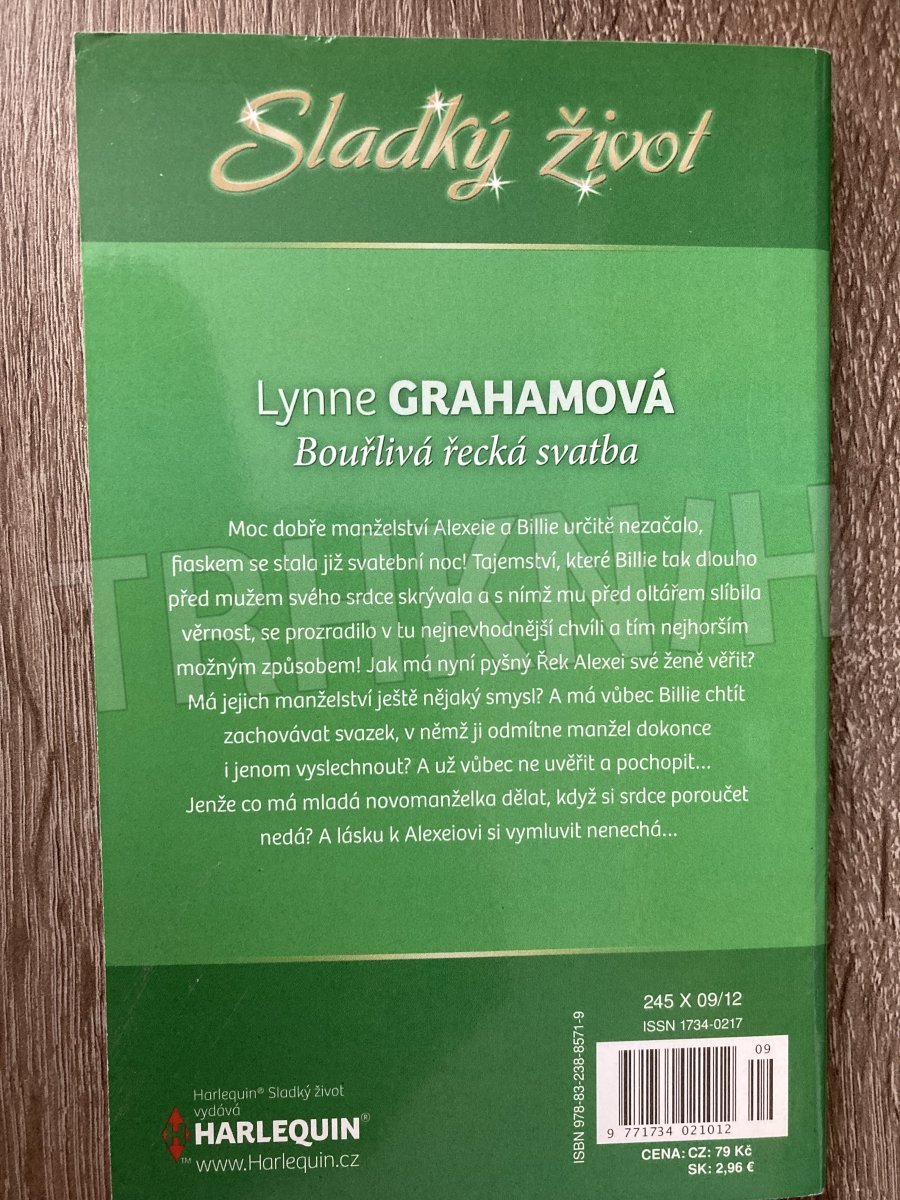 Sladký život
Lynne GRAHAMOVÁ
Bouřlivá řecká svatba
Moc dobře manželství Alexeie a Billie určitě nezačalo,
fiaskem se stala již svatební noc! Tajemství, které Billie tak dlouho
před mužem svého srdce skrývala a s nímž mu před oltářem slíbila
věrnost, se prozradilo v tu nejnevhodnější chvíli a tím nejhorším
možným způsobem! Jak má nyní pyšný Řek Alexei své ženě věřit?
Má jejich manželství ještě nějaký smysl? A má vůbec Billie chtít
zachovávat svazek, v němž ji odmítne manžel dokonce
i jenom vyslechnout? A už vůbec ne uvěřit a pochopit...
Jenže co má mladá novomanželka dělat, když si srdce poroučet
nedá? A lásku k Alexeiovi si vymluvit nenechá...
TRHKNIH
245 X 09/12
ISSN 1734-0217
ISBN 978-83-238-8571-9
09
9 771734 021012
CENA: CZ: 79 Kč
SK: 2,96 €
Harlequin® Sladký život
vydává
HARLEQUIN®
TM
www.Harlequin.cz